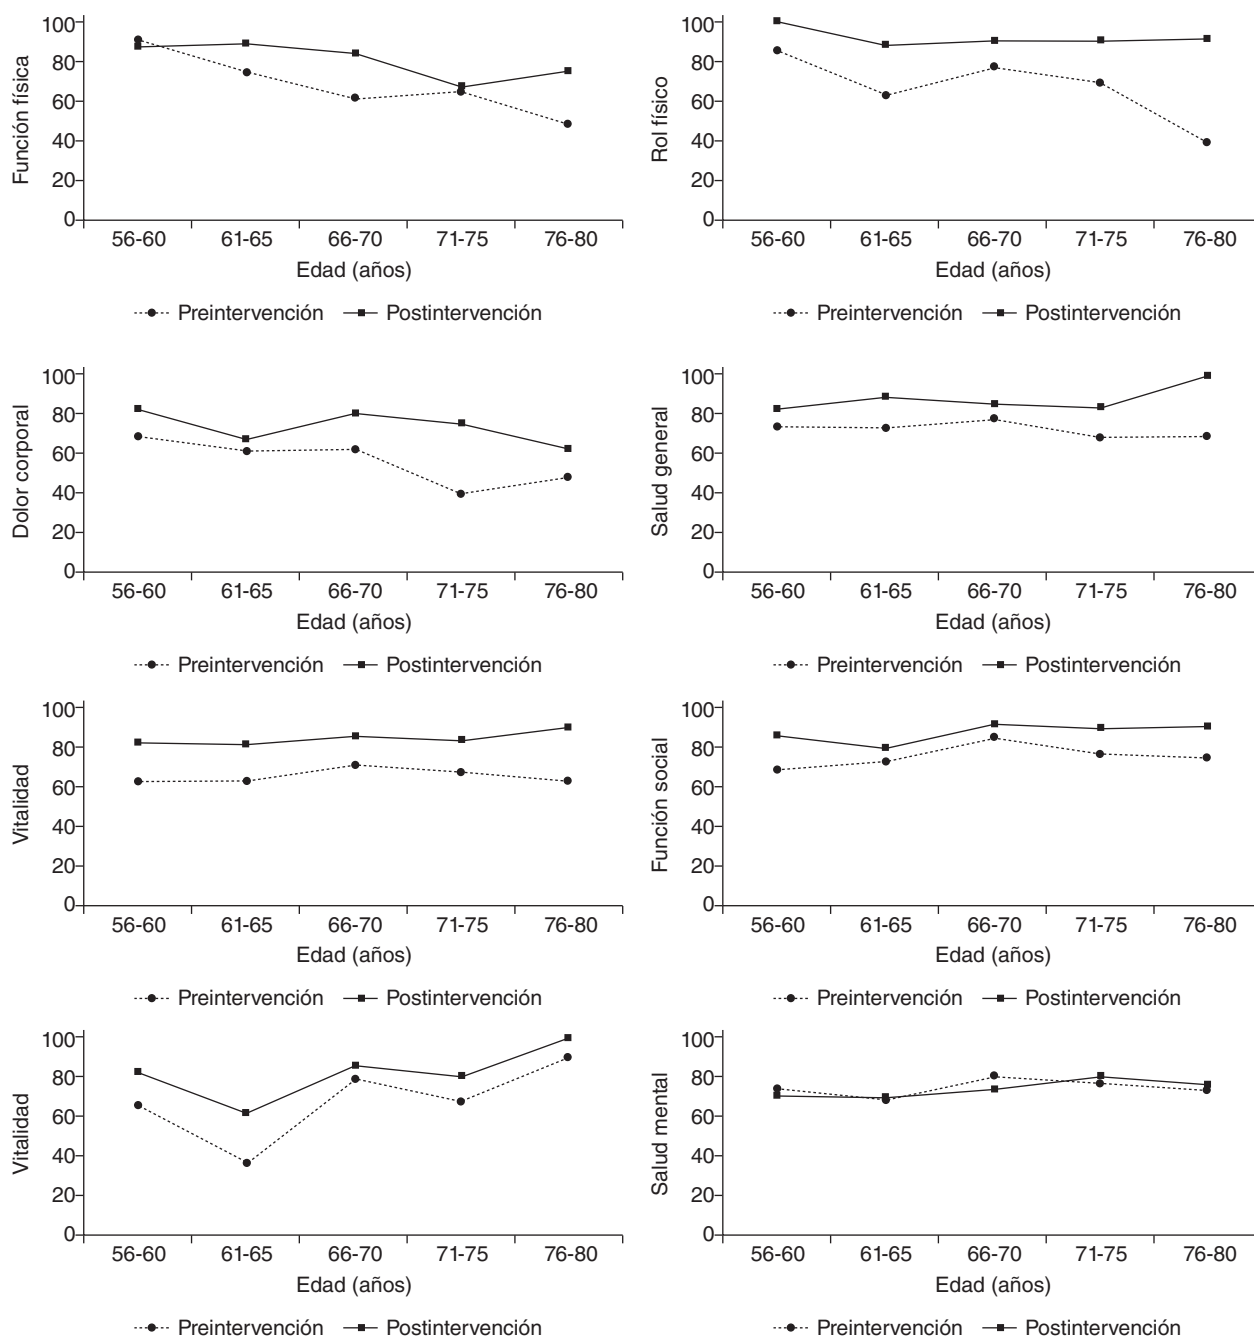 Función física
100
80
60
40
20
0
56-60 61-65 66-70 71-75 76-80
Edad (años)
Preintervención Postintervención
Rol físico
100
80
60
40
20
0
56-60 61-65 66-70 71-75 76-80
Edad (años)
Preintervención Postintervención
Dolor corporal
100
80
60
40
20
0
56-60 61-65 66-70 71-75 76-80
Edad (años)
Preintervención Postintervención
Salud general
100
80
60
40
20
0
56-60 61-65 66-70 71-75 76-80
Edad (años)
Preintervención Postintervención
Vitalidad
100
80
60
40
20
0
56-60 61-65 66-70 71-75 76-80
Edad (años)
Preintervención Postintervención
Función social
100
80
60
40
20
0
56-60 61-65 66-70 71-75 76-80
Edad (años)
Preintervención Postintervención
Vitalidad
100
80
60
40
20
0
56-60 61-65 66-70 71-75 76-80
Edad (años)
Preintervención Postintervención
Salud mental
100
80
60
40
20
0
56-60 61-65 66-70 71-75 76-80
Edad (años)
Preintervención Postintervención